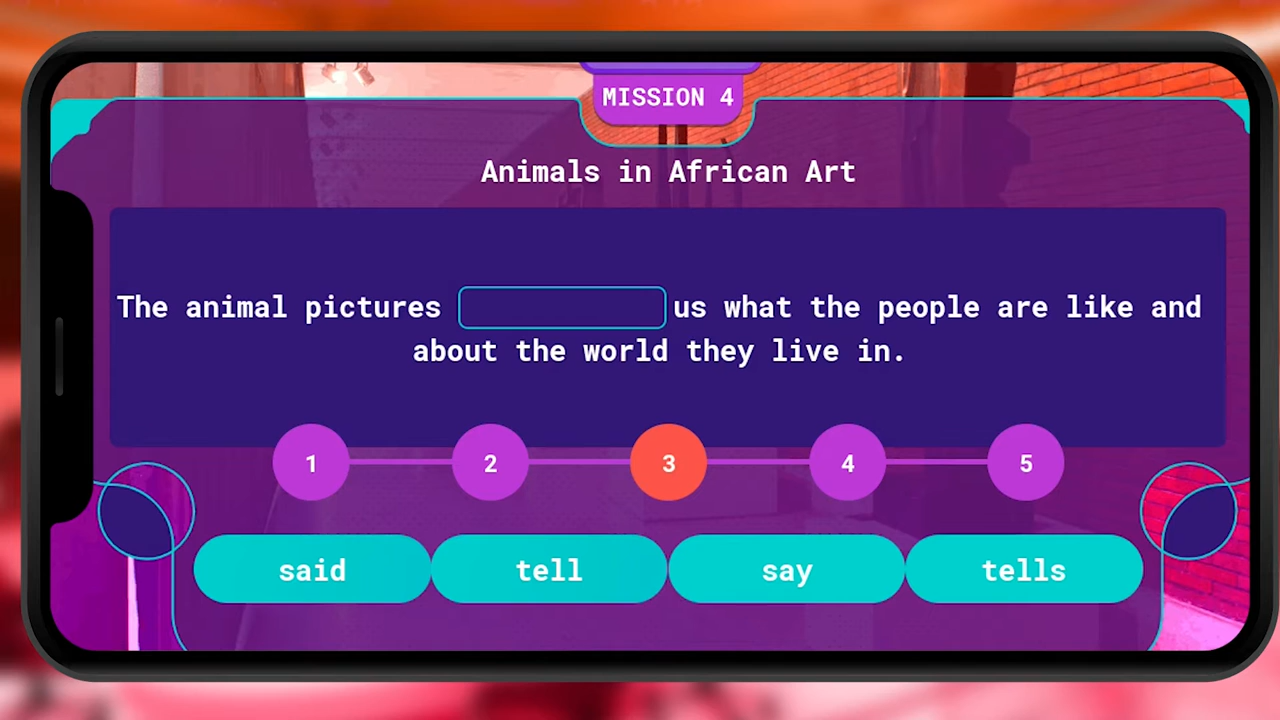 MISSION 4
Animals in African Art
The animal pictures us what the people are like and
about the world they live in.
1 2 3 4 5
said tell say tells